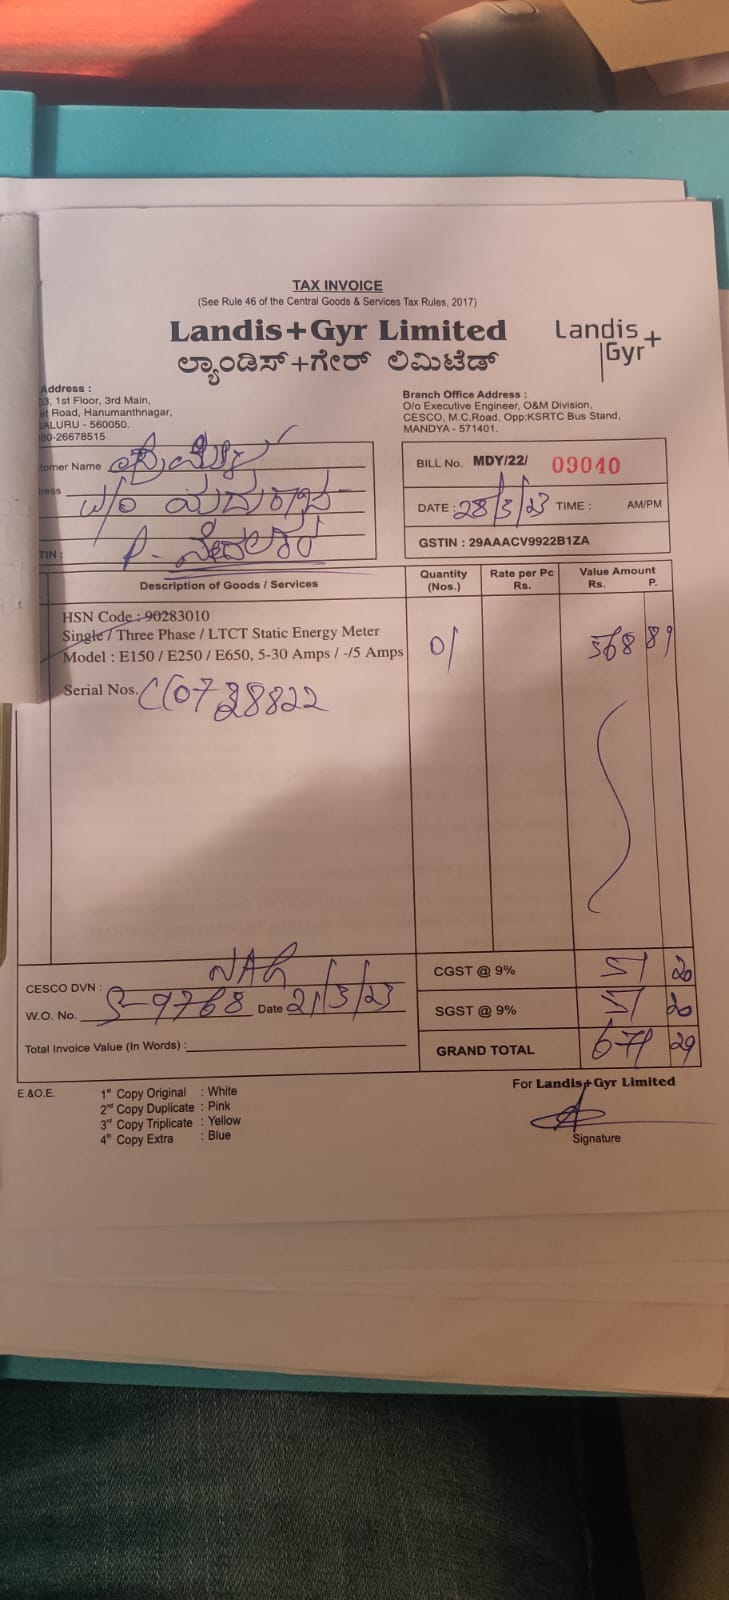 TAX INVOICE
(See Rule 46 of the Central Goods & Services Tax Rules, 2017)
Landis+Gyr Limited
ಲ್ಯಾಂಡಿಸ್+ಗೇರ್ ಲಿಮಿಟೆಡ್
Landis+
Gyr
Address :
1st Floor, 3rd Main,
Road, Hanumanthnagar,
ALURU - 560050.
80-26678515
Branch Office Address :
O/o Executive Engineer, O&M Division,
CESCO, M.C.Road, Opp:KSRTC Bus Stand,
MANDYA - 571401.
tomer Name
ress W/o
TIN :
BILL No. MDY/22/ 09040
DATE : 28/3/23 TIME : AM/PM
GSTIN : 29AAACV9922B1ZA
Description of Goods / Services
Quantity (Nos.)
Rate per Pc Rs.
Value Amount Rs. P.
HSN Code : 90283010
Single / Three Phase / LTCT Static Energy Meter
Model : E150 / E250 / E650, 5-30 Amps / -/5 Amps 01 568 89
Serial Nos.
CESCO DVN :
W.O. No. S-9768 Date 21/3/23
Total Invoice Value (In Words) :
CGST @ 9% 51 20
SGST @ 9% 51 20
GRAND TOTAL 671 29
E.&O.E.
1st Copy Original : White
2nd Copy Duplicate : Pink
3rd Copy Triplicate : Yellow
4th Copy Extra : Blue
For Landis+Gyr Limited
Signature